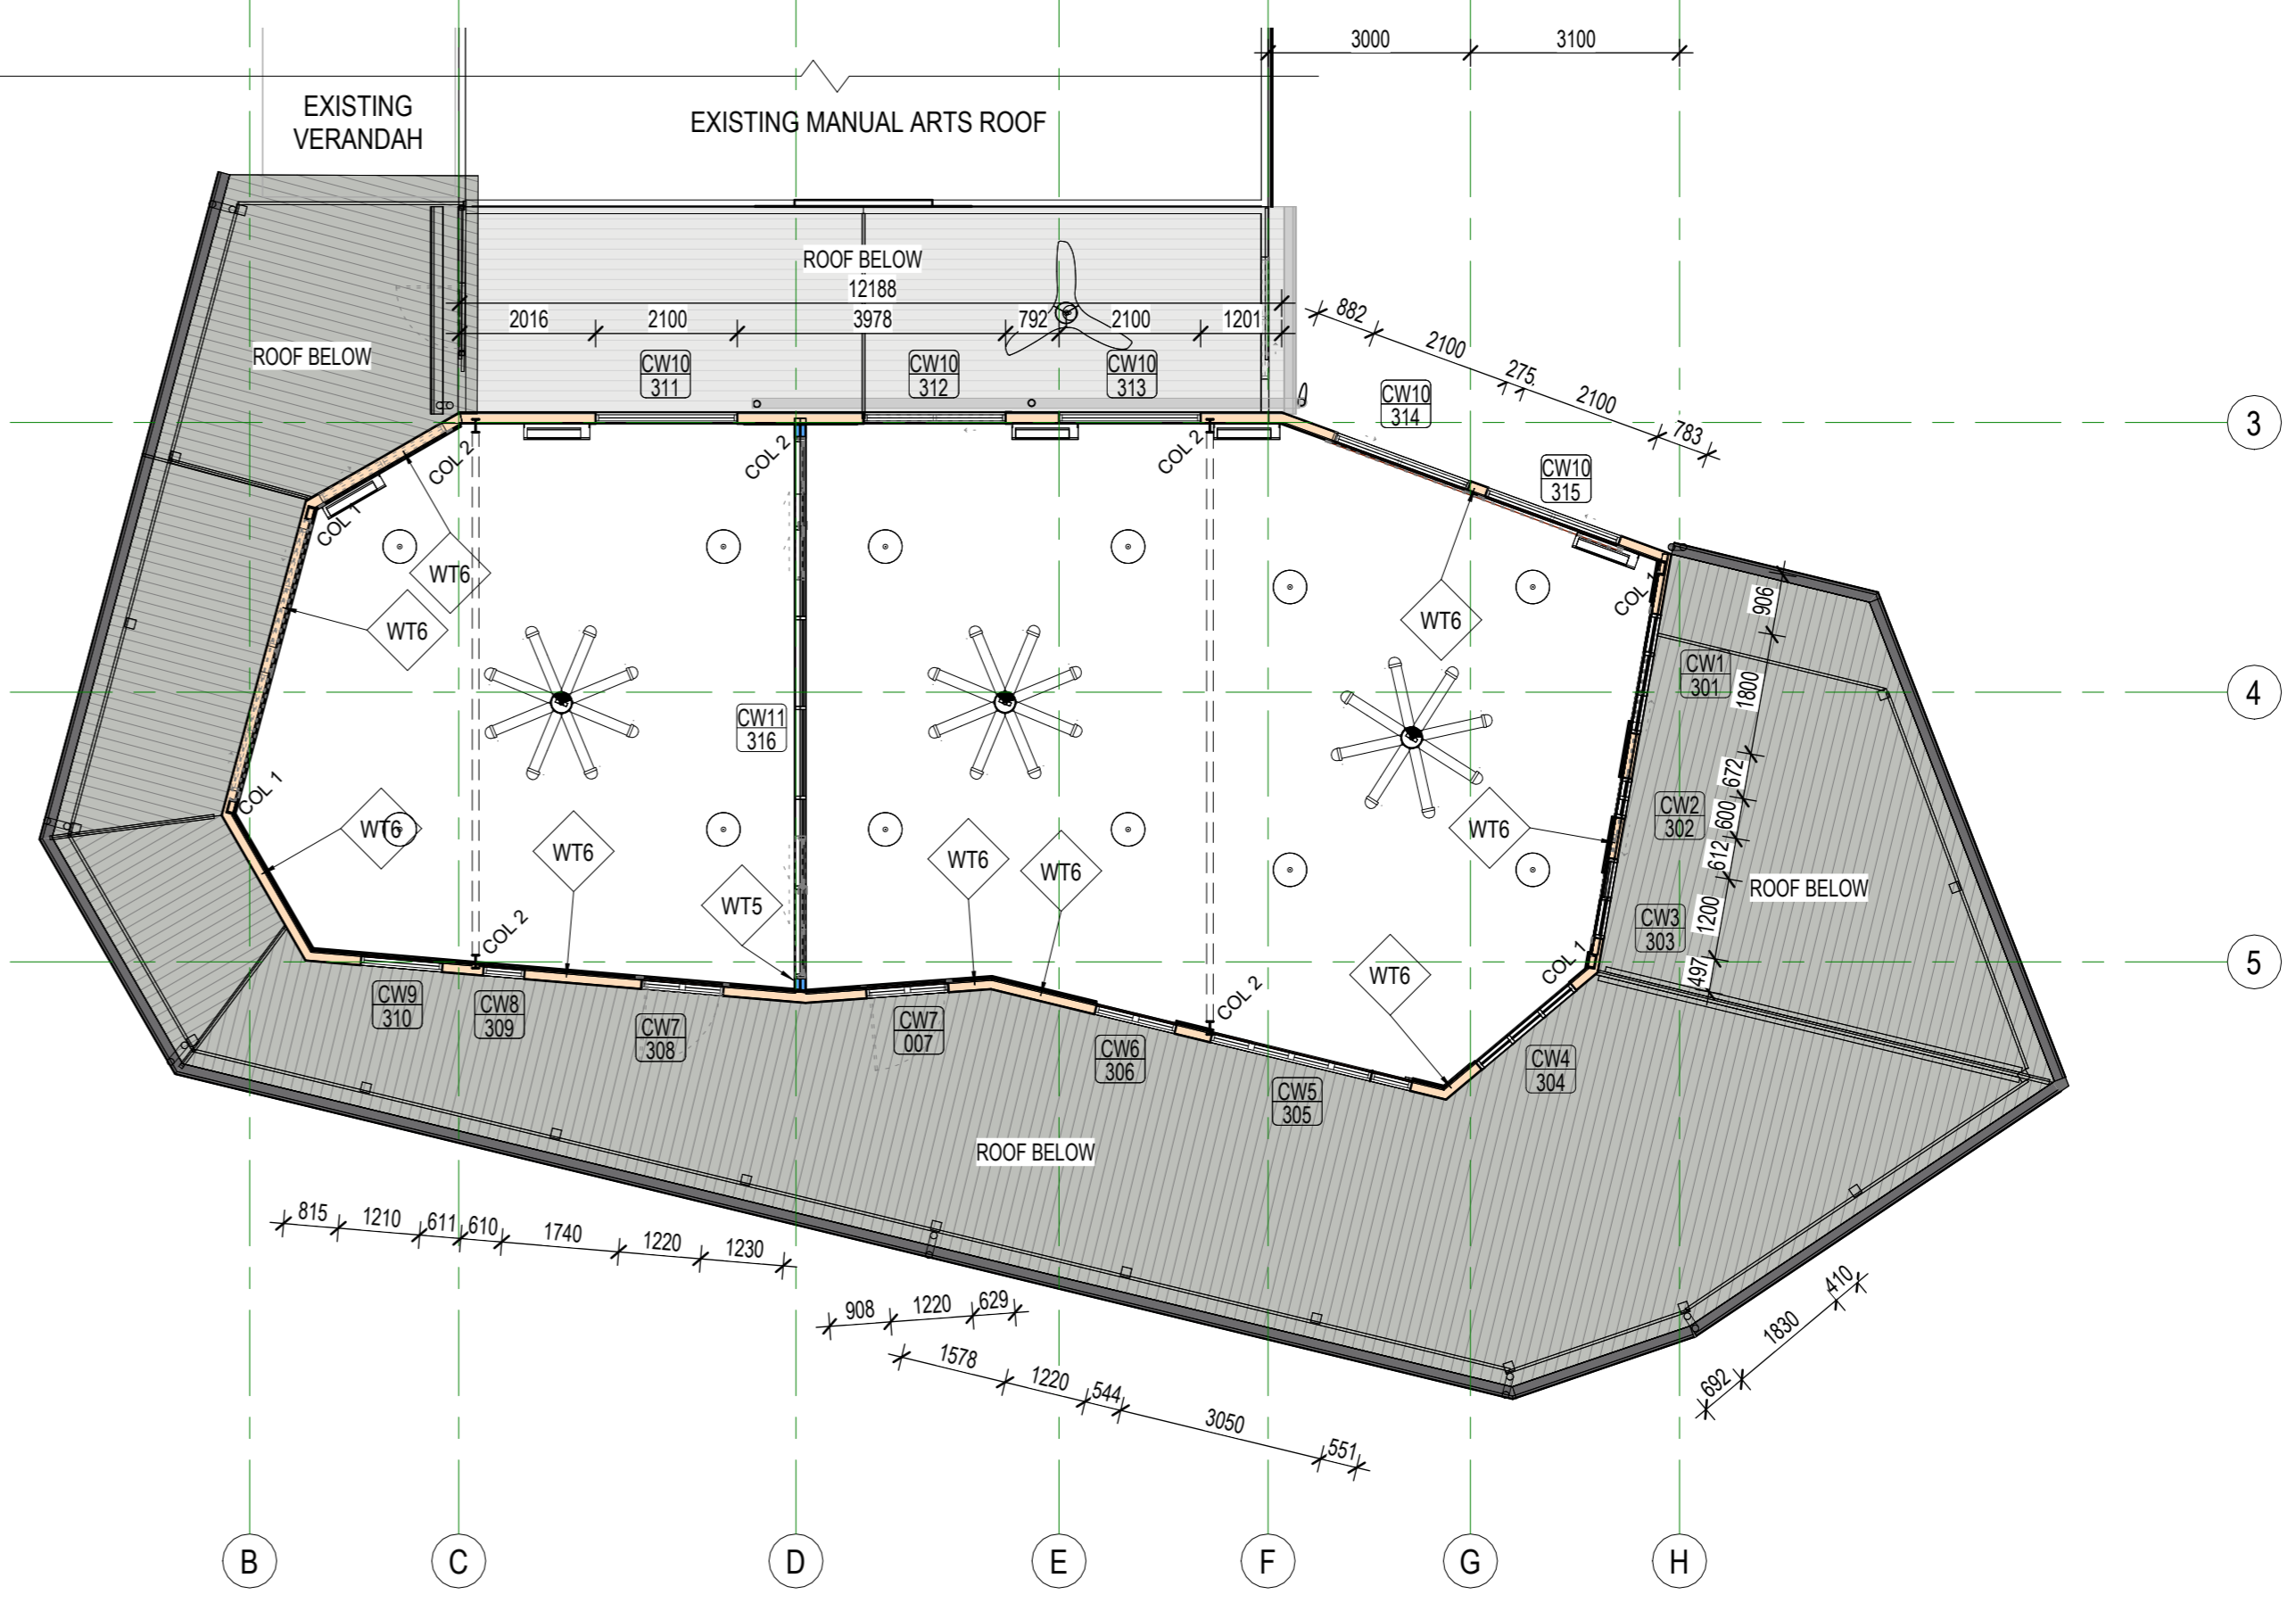 3000
3100
EXISTING
VERANDAH
EXISTING MANUAL ARTS ROOF
ROOF BELOW
12188
2016
2100
3978
792
2100
1201
882
2100
275.
2100
783
ROOF BELOW
CW10
311
CW10
312
CW10
313
CW10
314
CW10
315
3
COL 2
COL 2
COL 2
COL 1
COL 1
WT6
WT6
WT6
906
CW1
301
1800
4
CW11
316
672
CW2
302
600
612
COL 1
WT6
WT6
WT6
WT6
WT6
WT5
ROOF BELOW
CW3
303
1200
497
COL 2
COL 1
COL 2
WT6
5
CW9
310
CW8
309
CW7
308
CW7
007
CW6
306
CW5
305
CW4
304
ROOF BELOW
815
1210
611
610
1740
1220
1230
908
1220
629
1578
1220
544
3050
551
692
1830
410
B
C
D
E
F
G
H